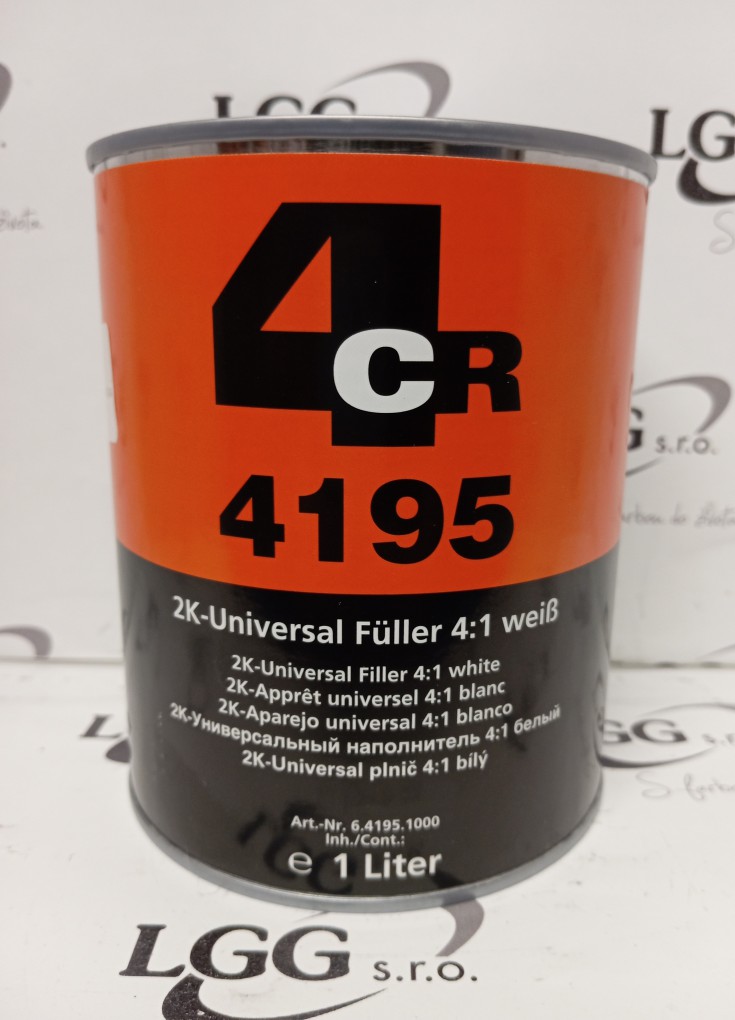 LGG
LG
4CR
s.r.o.
4195
2K-Universal Füller 4:1 weiß
2K-Universal Filler 4:1 white
2K-Apprêt universel 4:1 blanc
2K-Aparejo universal 4:1 blanco
2K-Универсальный наполнитель 4:1 белый
2K-Universal plnič 4:1 bílý
Art.-Nr. 6.4195.1000
Inh./Cont.:
e 1 Liter
LGG s.r.o.